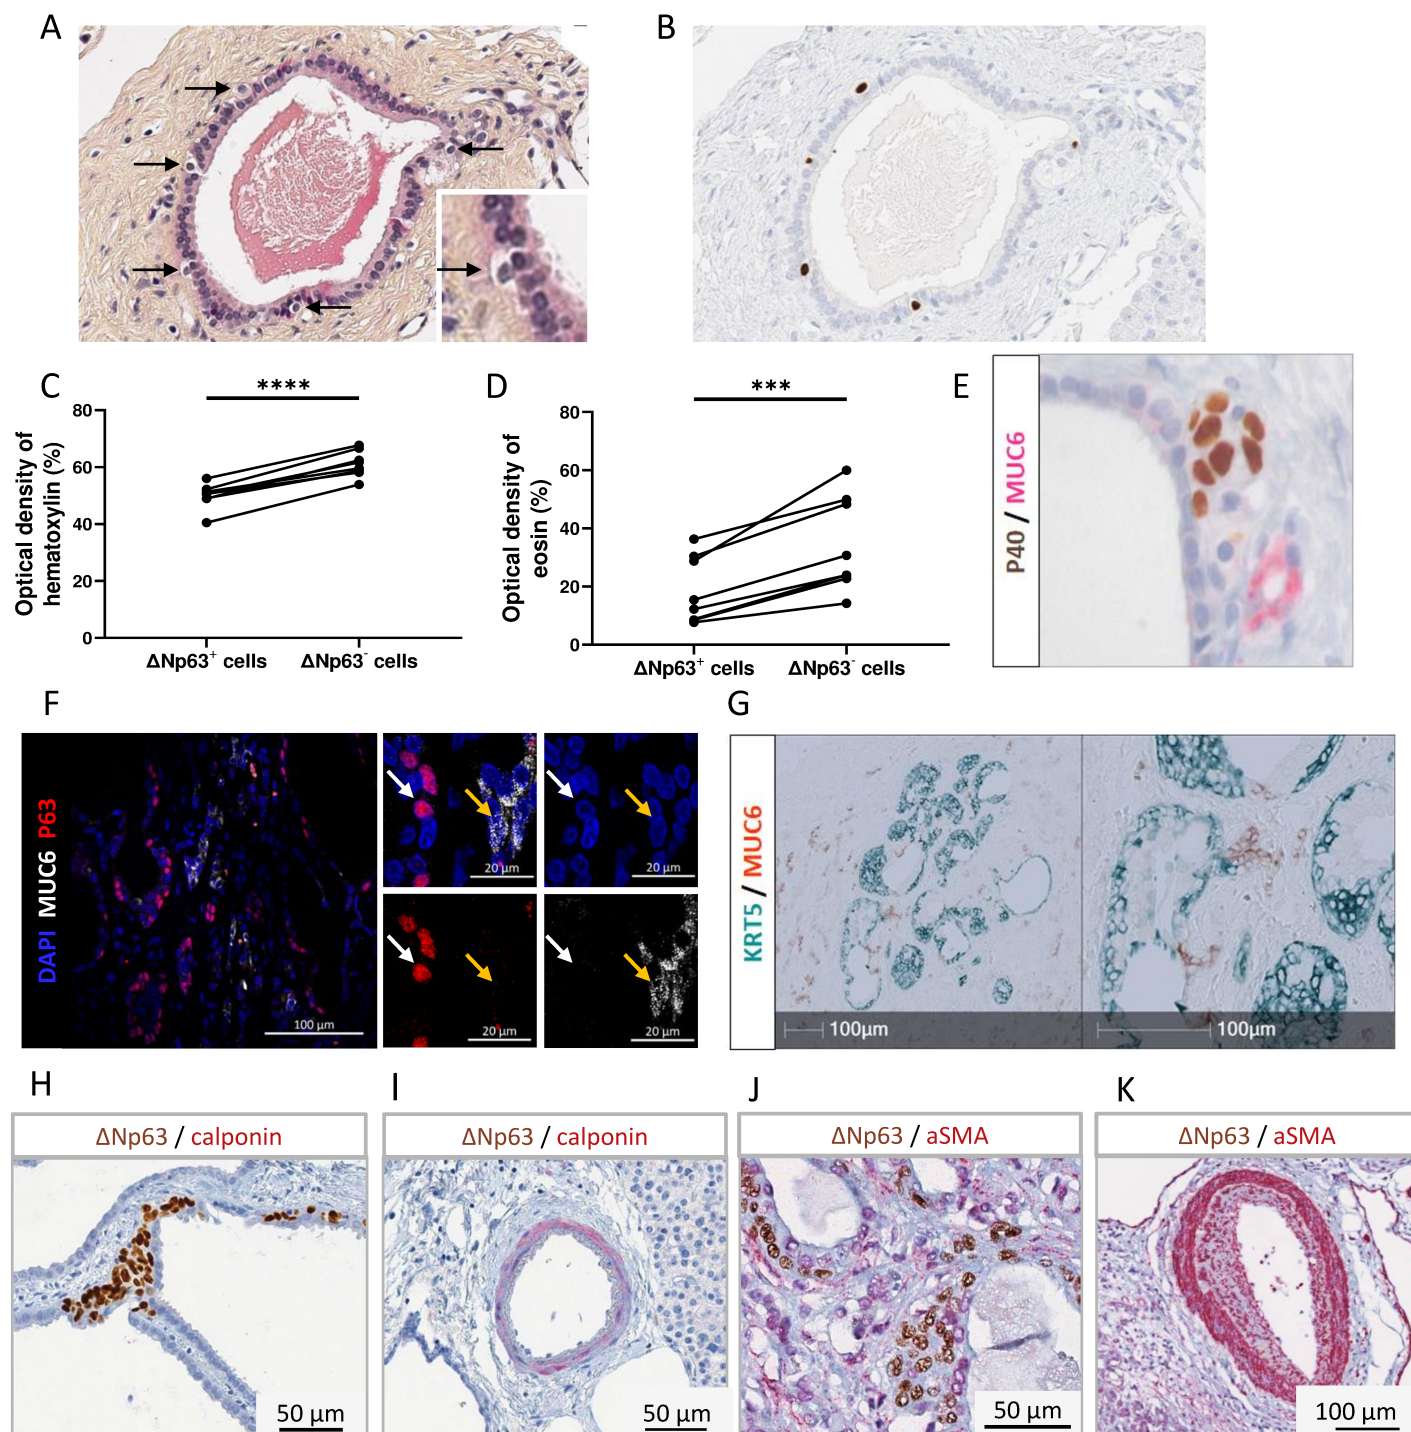 A
B
C
****
Optical density of
hematoxylin (%)
80
60
40
20
0
ΔNp63⁺ cells
ΔNp63⁻ cells
D
***
Optical density of
eosin (%)
80
60
40
20
0
ΔNp63⁺ cells
ΔNp63⁻ cells
E
P40 / MUC6
F
DAPI MUC6 P63
100 µm
20 µm
20 µm
20 µm
20 µm
G
KRT5 / MUC6
100µm
100µm
H
ΔNp63 / calponin
50 µm
I
ΔNp63 / calponin
50 µm
J
ΔNp63 / aSMA
50 µm
K
ΔNp63 / aSMA
100 µm